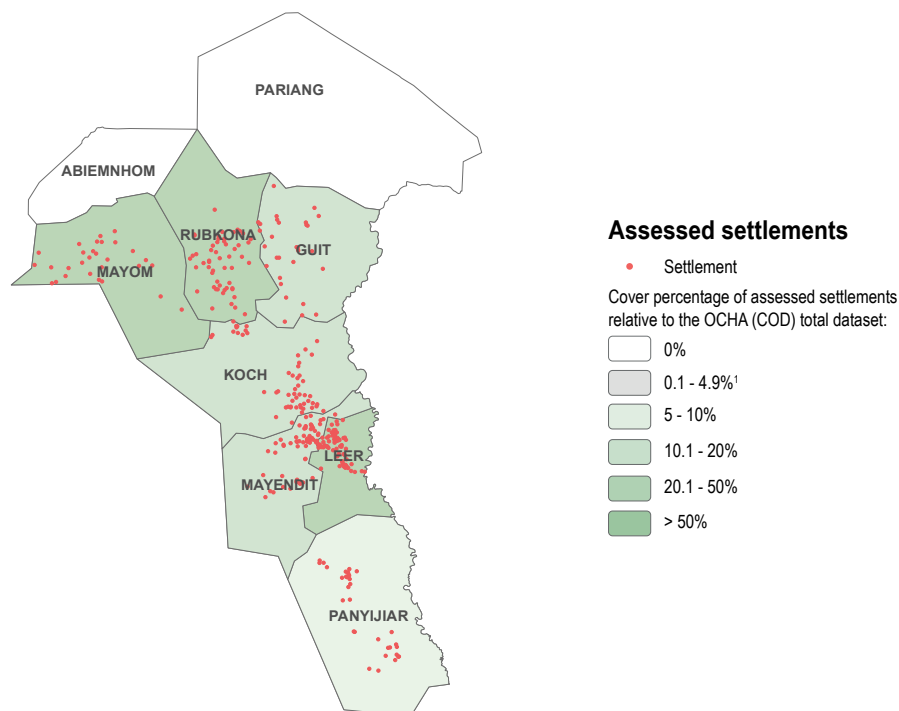 PARIANG
ABIEMNHOM
RUBKONA
GUIT
MAYOM
KOCH
LEER
MAYENDIT
PANYIJIAR
Assessed settlements
Settlement
Cover percentage of assessed settlements
relative to the OCHA (COD) total dataset:
0%
0.1 - 4.9%¹
5 - 10%
10.1 - 20%
20.1 - 50%
> 50%